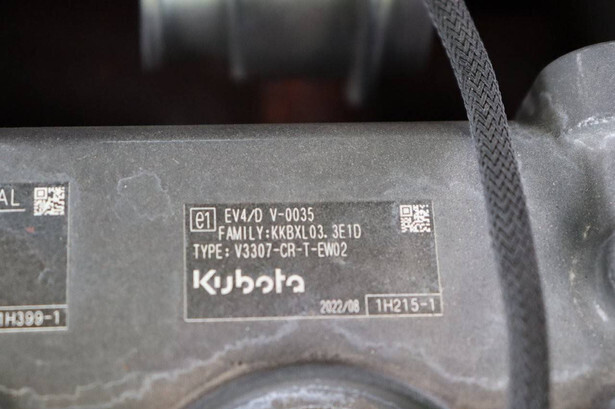 AL
1H399-1
e1 EV4/D V-0035
FAMILY:KKBXL03.3E1D
TYPE: V3307-CR-T-EW02
Kubota
2022/08 1H215-1